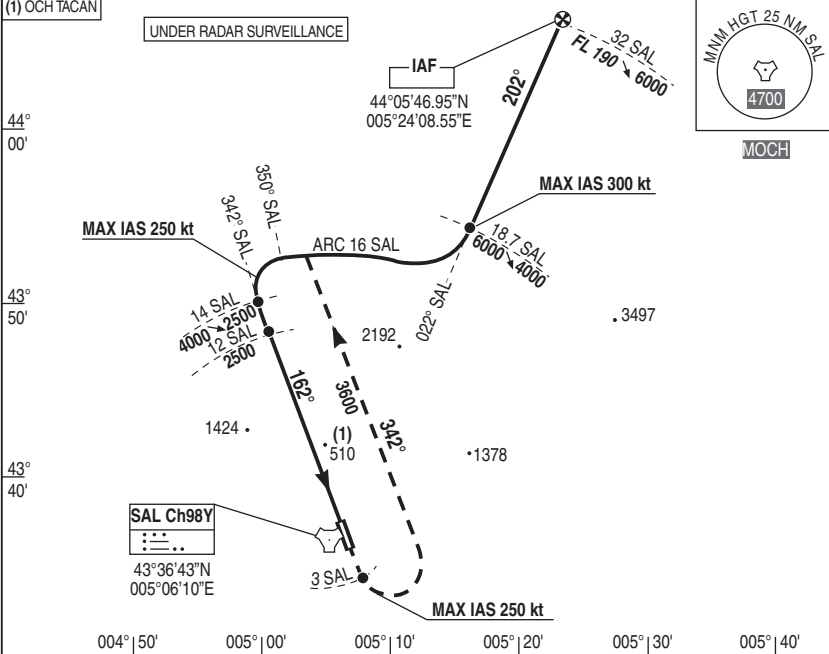 (1) OCH TACAN
UNDER RADAR SURVEILLANCE
IAF
44°05'46.95"N
005°24'08.55"E
32 SAL
FL 190 ↘ 6000
202°
MNM HGT 25 NM SAL
4700
MOCH
44°
00'
MAX IAS 300 kt
350° SAL
342° SAL
MAX IAS 250 kt
ARC 16 SAL
18.7 SAL
6000 ↘ 4000
022° SAL
43°
50'
14 SAL
4000 ↘ 2500
12 SAL
2500
2192
3497
162°
3600
342°
1424
(1)
510
1378
43°
40'
SAL Ch98Y
43°36'43"N
005°06'10"E
3 SAL
MAX IAS 250 kt
004° 50'
005° 00'
005° 10'
005° 20'
005° 30'
005° 40'